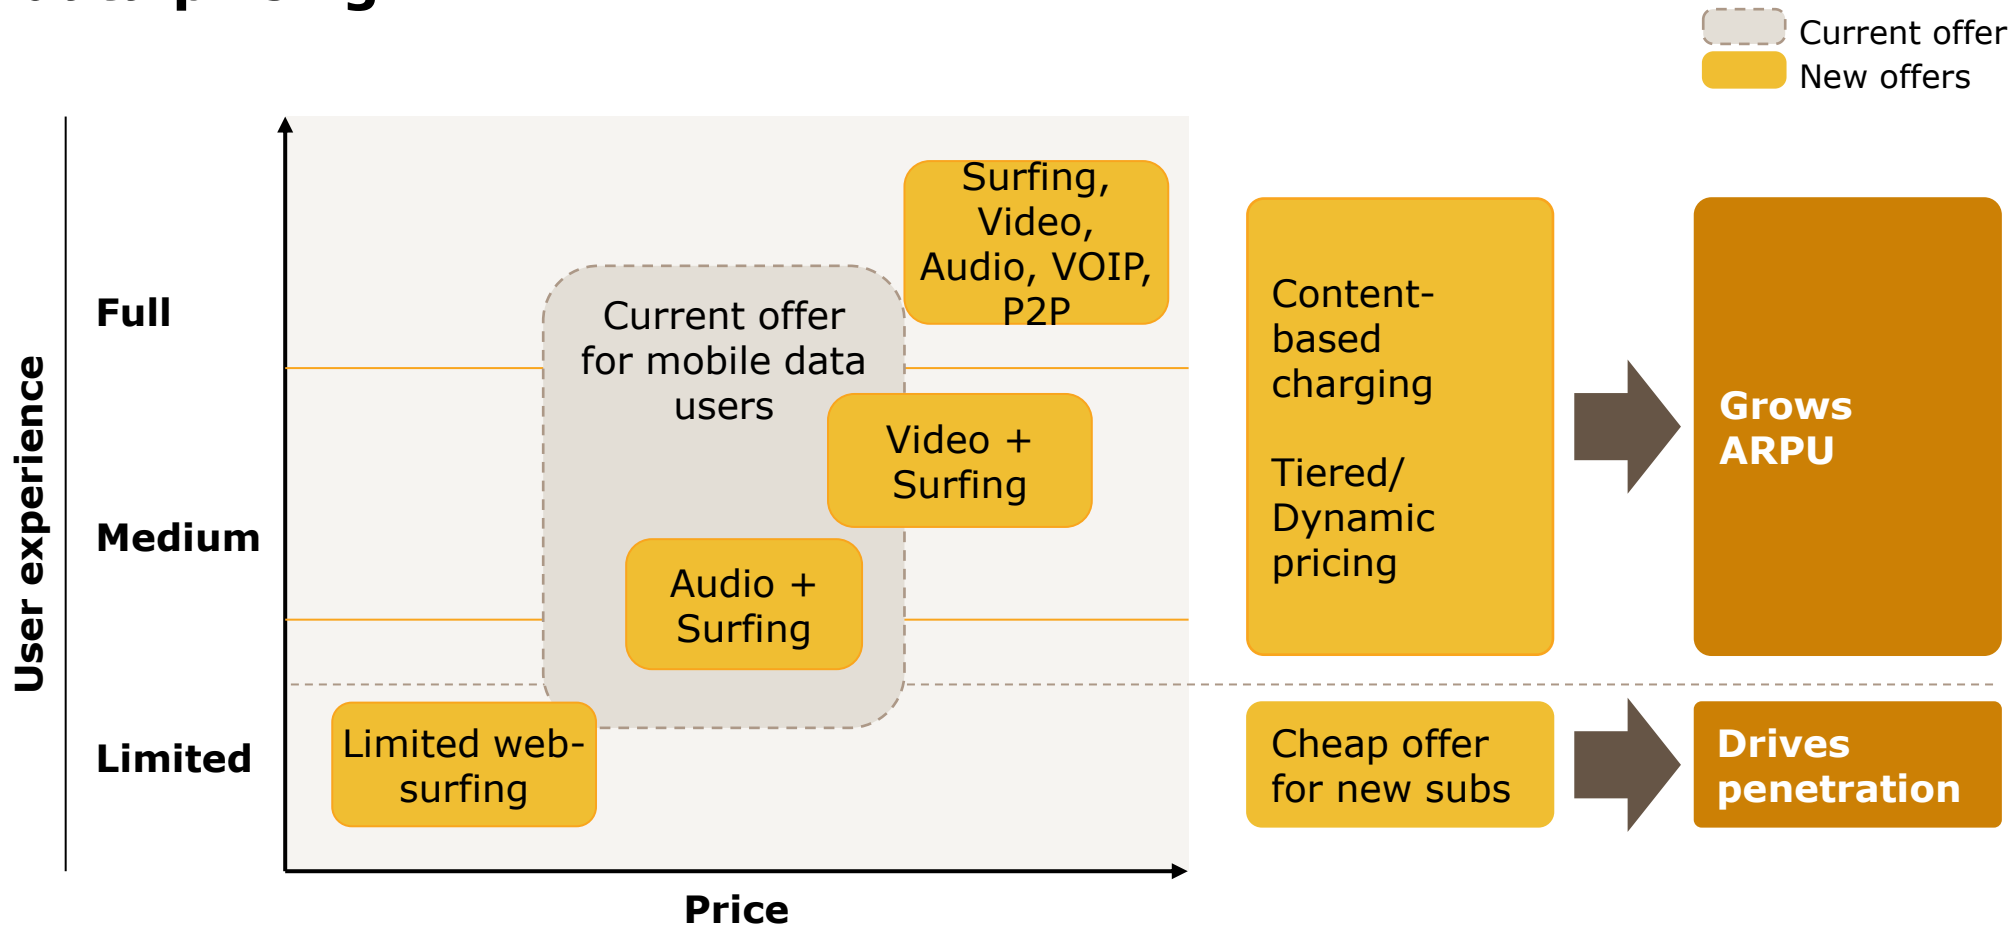 Current offer
New offers
User experience
Full
Medium
Limited
Surfing,
Video,
Audio, VOIP,
P2P
Current offer
for mobile data
users
Video +
Surfing
Audio +
Surfing
Limited web-
surfing
Price
Content-
based
charging
Tiered/
Dynamic
pricing
Grows
ARPU
Cheap offer
for new subs
Drives
penetration